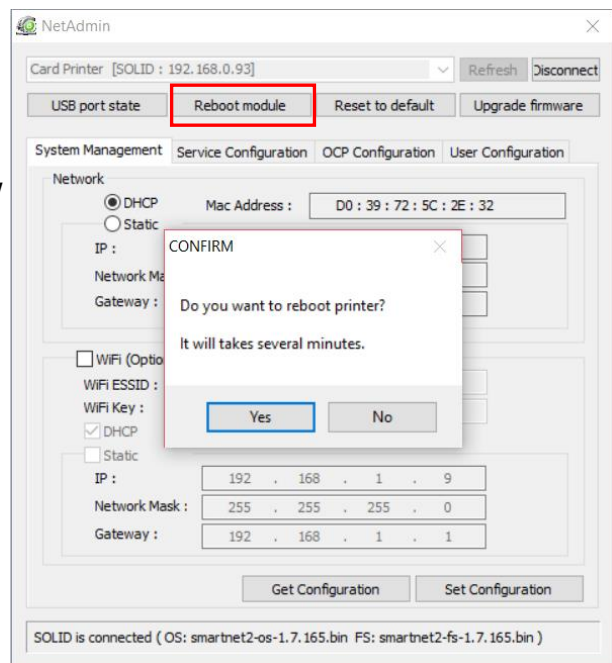 NetAdmin
Card Printer [SOLID : 192.168.0.93] Refresh Disconnect
USB port state Reboot module Reset to default Upgrade firmware
System Management Service Configuration OCP Configuration User Configuration
Network
DHCP Mac Address : D0 : 39 : 72 : 5C : 2E : 32
Static
IP :
Network Ma
Gateway :
CONFIRM
Do you want to reboot printer?
It will takes several minutes.
Yes No
WiFi (Optio
WiFi ESSID :
WiFi Key :
DHCP
Static
IP : 192 . 168 . 1 . 9
Network Mask : 255 . 255 . 255 . 0
Gateway : 192 . 168 . 1 . 1
Get Configuration Set Configuration
SOLID is connected ( OS: smartnet2-os-1.7.165.bin FS: smartnet2-fs-1.7.165.bin )